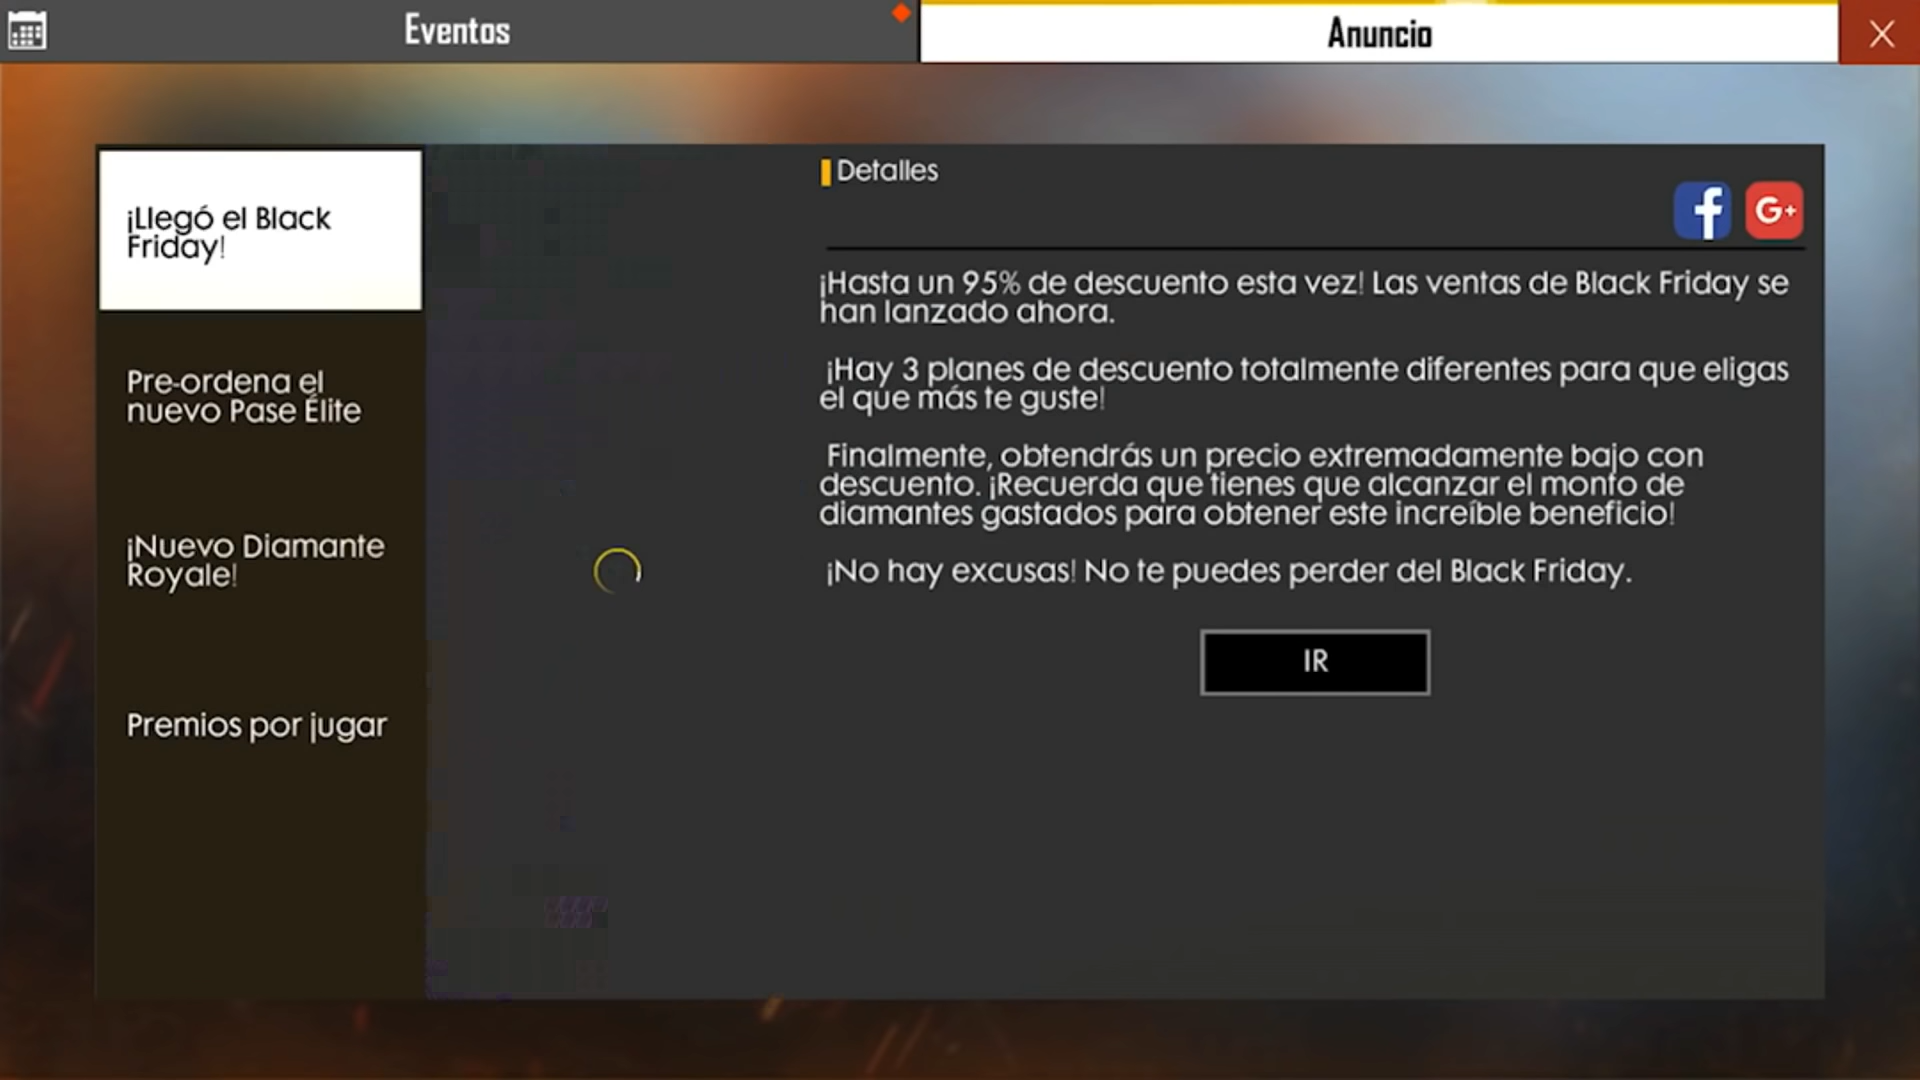 Eventos
Anuncio
¡Llegó el Black
Friday!
Pre-ordena el
nuevo Pase Élite
¡Nuevo Diamante
Royale!
Premios por jugar
Detalles
f
G+
¡Hasta un 95% de descuento esta vez! Las ventas de Black Friday se
han lanzado ahora.
¡Hay 3 planes de descuento totalmente diferentes para que eligas
el que más te guste!
Finalmente, obtendrás un precio extremadamente bajo con
descuento. ¡Recuerda que tienes que alcanzar el monto de
diamantes gastados para obtener este increíble beneficio!
¡No hay excusas! No te puedes perder del Black Friday.
IR